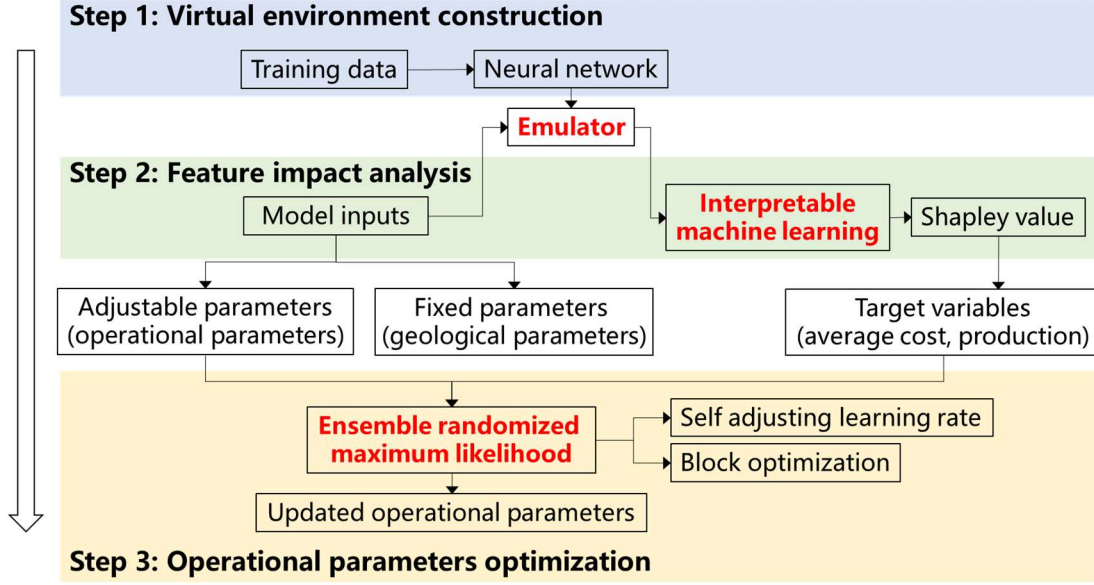 Step 1: Virtual environment construction
Training data
Neural network
Emulator
Step 2: Feature impact analysis
Model inputs
Interpretable
machine learning
Shapley value
Adjustable parameters
(operational parameters)
Fixed parameters
(geological parameters)
Target variables
(average cost, production)
Ensemble randomized
maximum likelihood
Self adjusting learning rate
Block optimization
Updated operational parameters
Step 3: Operational parameters optimization